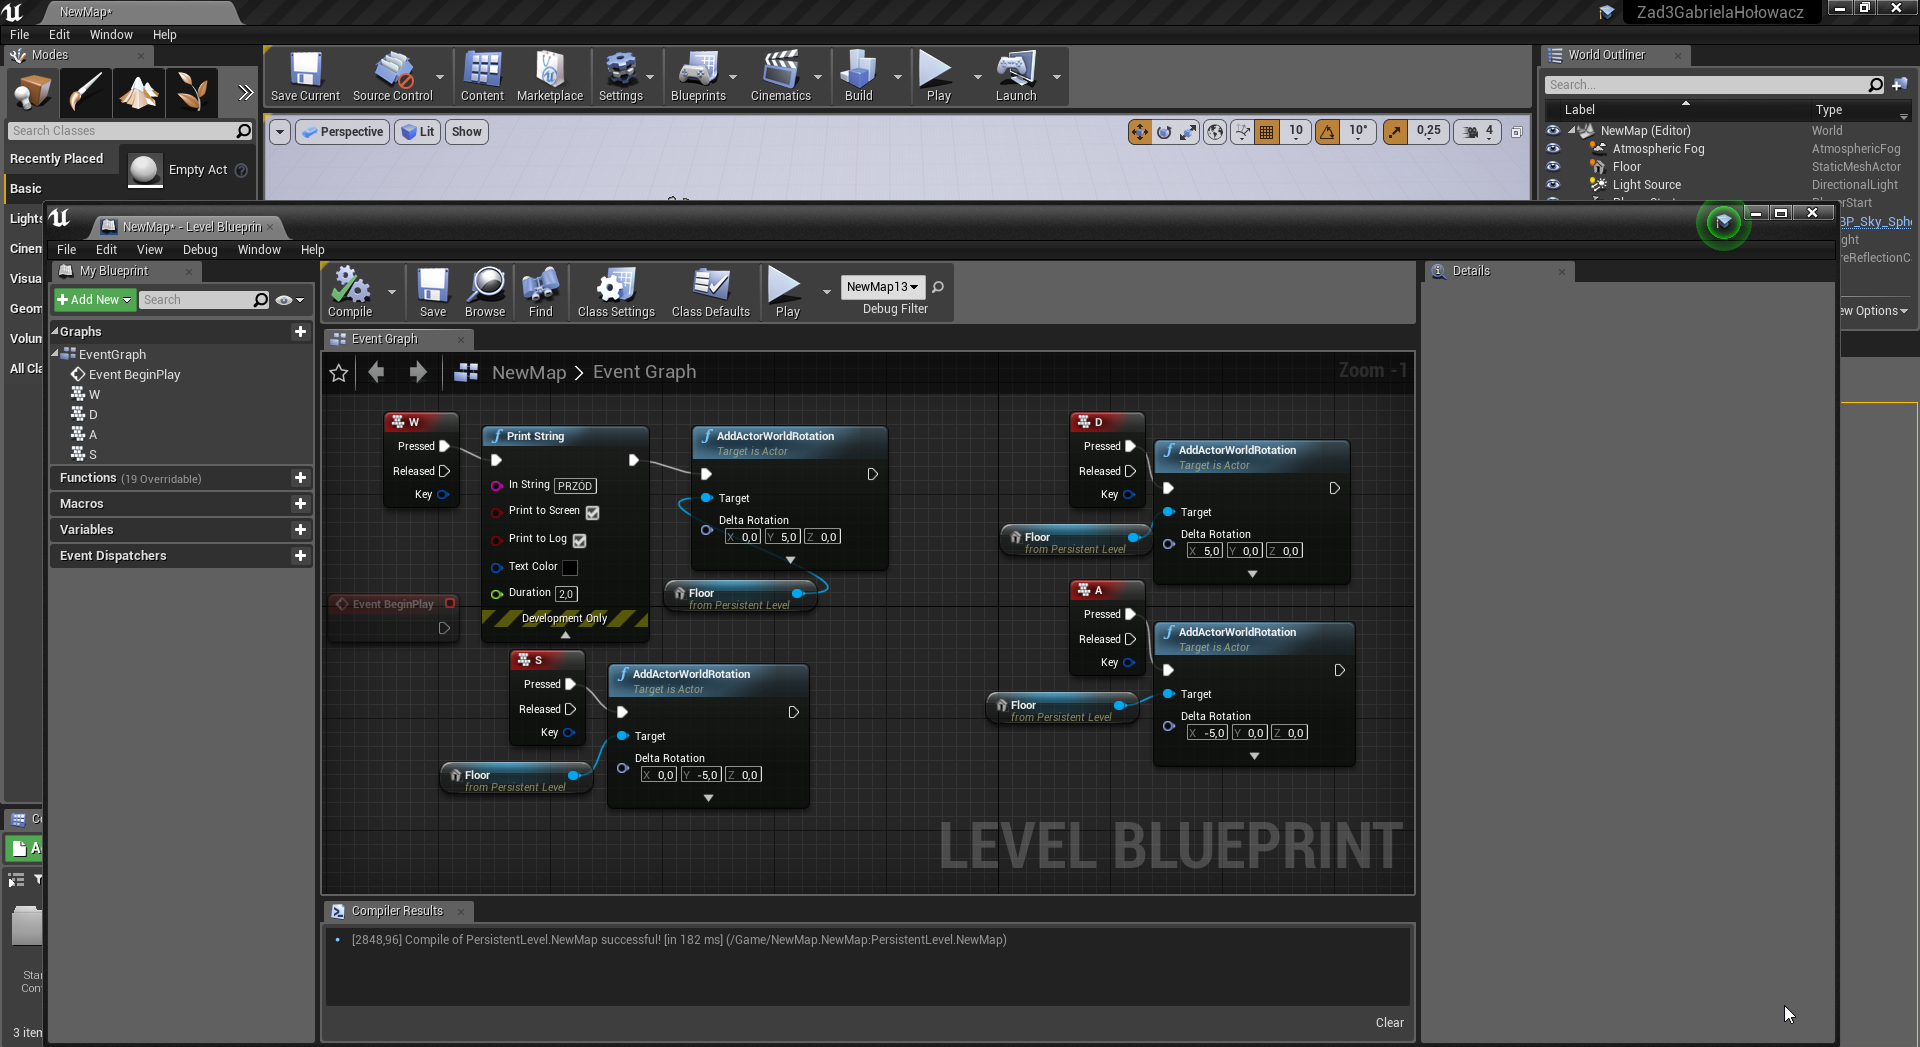 NewMap*
Zad3GabrielaHołowacz
File Edit Window Help
Modes
World Outliner
Save Current Source Control Content Marketplace Settings Blueprints Cinematics Build Play Launch
Search...
Label Type
Search Classes
Perspective Lit Show 10 10° 0,25 4
NewMap (Editor) World
Atmospheric Fog AtmosphericFog
Recently Placed
Floor StaticMeshActor
Empty Act
Basic
Light Source DirectionalLight
BP_Sky_Sph
ew Options
Lights
Cinem
Visua
Geom
Volum
All Cla
Star
Con
3 item
NewMap* - Level Blueprin
File Edit View Debug Window Help
My Blueprint
Add New Search
Graphs
EventGraph
Event BeginPlay
W
D
A
S
Functions (19 Overridable)
Macros
Variables
Event Dispatchers
Compile Save Browse Find Class Settings Class Defaults Play
NewMap13
Debug Filter
Details
Event Graph
NewMap > Event Graph
Zoom -1
W
Pressed
Released
Key
Print String
In String PRZÓD
Print to Screen
Print to Log
Text Color
Duration 2,0
Development Only
AddActorWorldRotation
Target is Actor
Target
Delta Rotation
X 0,0 Y 5,0 Z 0,0
Floor
from Persistent Level
Event BeginPlay
S
Pressed
Released
Key
AddActorWorldRotation
Target is Actor
Target
Delta Rotation
X 0,0 Y -5,0 Z 0,0
Floor
from Persistent Level
D
Pressed
Released
Key
AddActorWorldRotation
Target is Actor
Target
Delta Rotation
X 5,0 Y 0,0 Z 0,0
Floor
from Persistent Level
A
Pressed
Released
Key
AddActorWorldRotation
Target is Actor
Target
Delta Rotation
X -5,0 Y 0,0 Z 0,0
Floor
from Persistent Level
LEVEL BLUEPRINT
Compiler Results
[2848,96] Compile of PersistentLevel.NewMap successful! [in 182 ms] (/Game/NewMap.NewMap:PersistentLevel.NewMap)
Clear